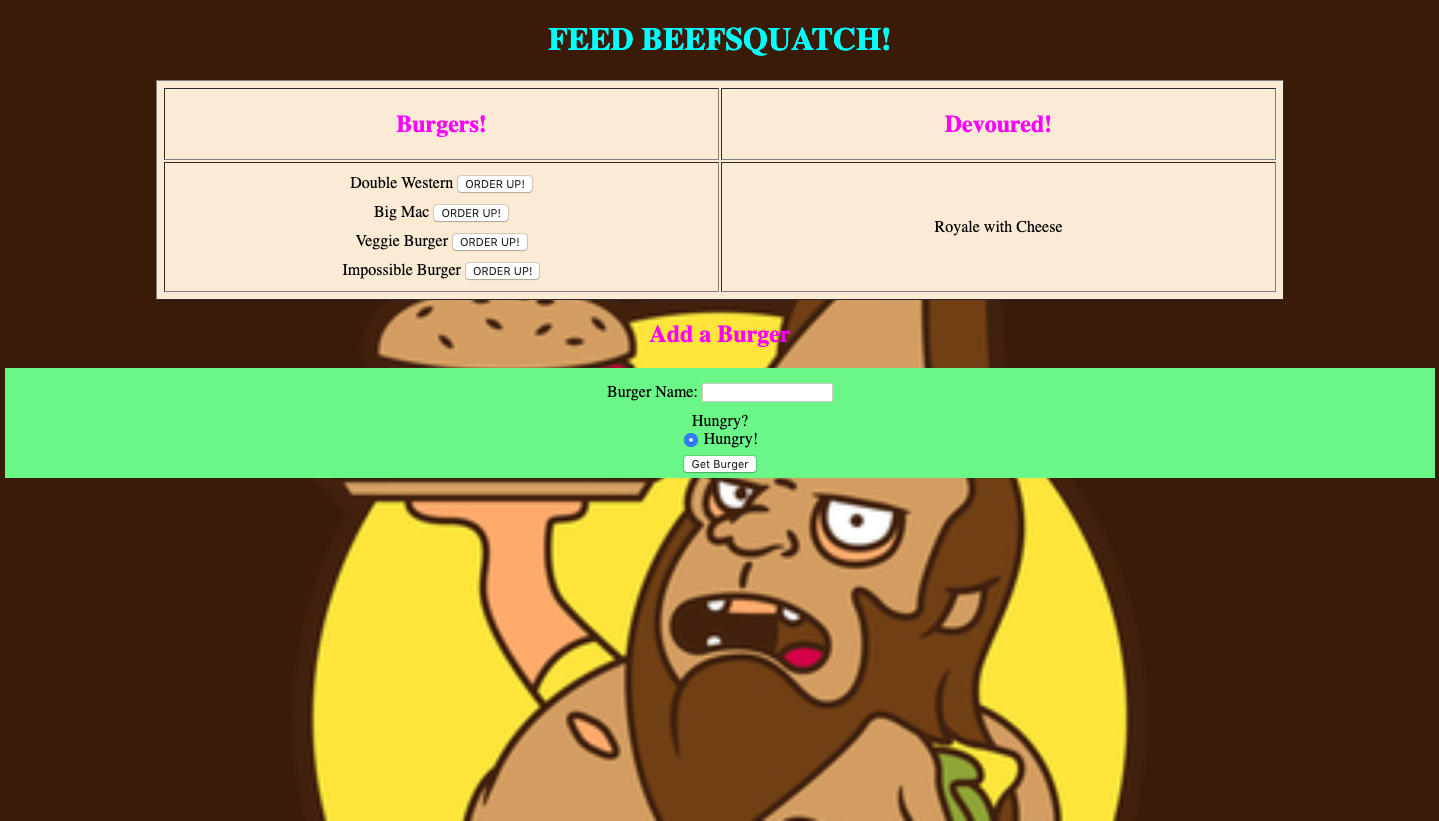 FEED BEEFSQUATCH!
Burgers!
Devoured!
Double Western ORDER UP!
Big Mac ORDER UP!
Veggie Burger ORDER UP!
Impossible Burger ORDER UP!
Royale with Cheese
Add a Burger
Burger Name:
Hungry?
Hungry!
Get Burger